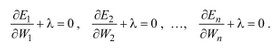 ∂E₁/∂W₁ + λ = 0 , ∂E₂/∂W₂ + λ = 0 , …, ∂Eₙ/∂Wₙ + λ = 0 .